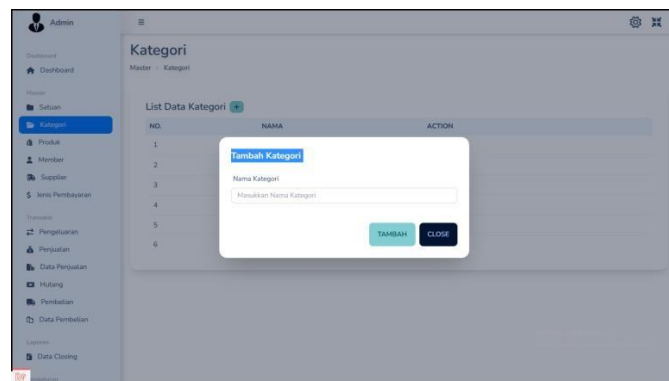 Admin
Dashboard
Dashboard
Master
Satuan
Kategori
Produk
Member
Supplier
Jenis Pembayaran
Transaksi
Pengeluaran
Penjualan
Data Penjualan
Hutang
Pembelian
Data Pembelian
Laporan
Data Closing
Kategori
Master
Kategori
List Data Kategori +
NO. NAMA ACTION
1
2
3
4
5
6
Tambah Kategori
Nama Kategori
Masukkan Nama Kategori
TAMBAH CLOSE